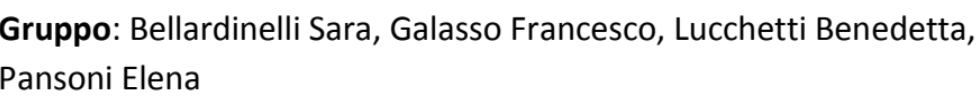 Gruppo: Bellardinelli Sara, Galasso Francesco, Lucchetti Benedetta,
Pansoni Elena